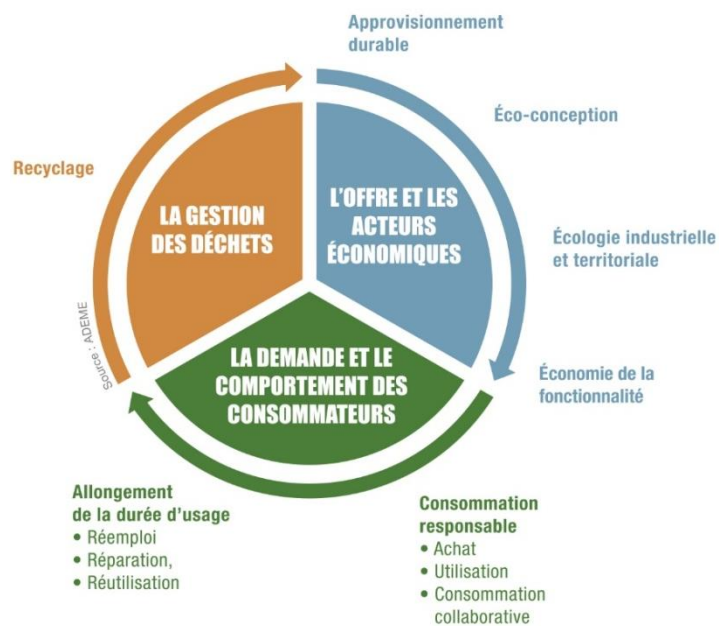 Approvisionnement
durable
Éco-conception
Écologie industrielle
et territoriale
Économie de la
fonctionnalité
L'OFFRE ET LES
ACTEURS
ÉCONOMIQUES
LA DEMANDE ET LE
COMPORTEMENT DES
CONSOMMATEURS
Consommation
responsable
• Achat
• Utilisation
• Consommation
collaborative
Allongement
de la durée d'usage
• Réemploi
• Réparation,
• Réutilisation
LA GESTION
DES DÉCHETS
Recyclage
Source : ADEME